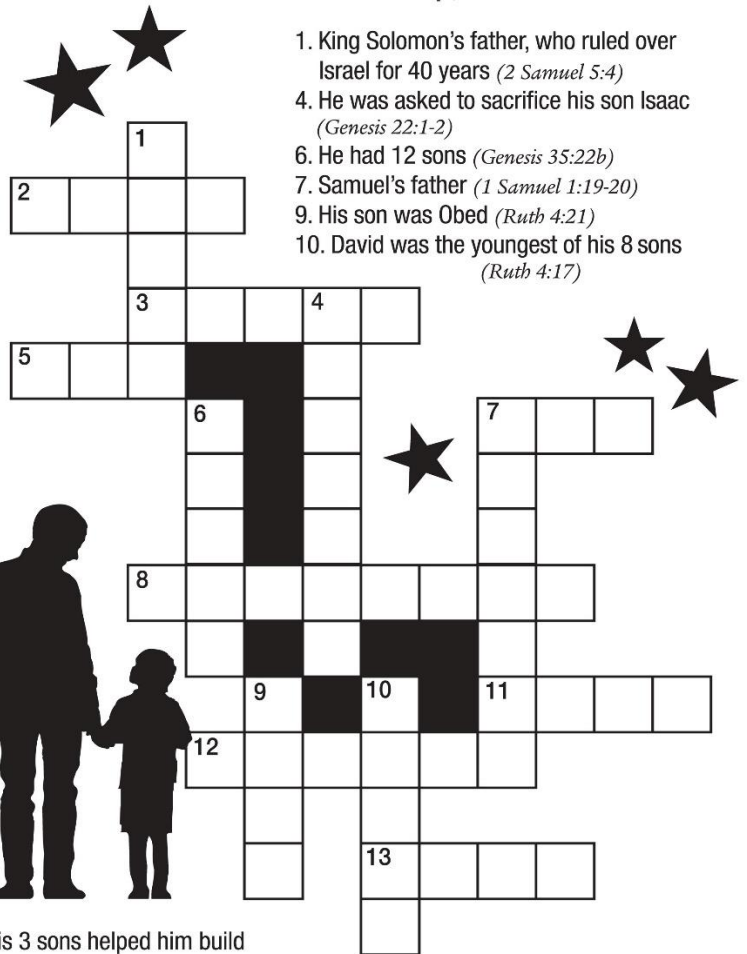 1. King Solomon's father, who ruled over
Israel for 40 years (2 Samuel 5:4)
4. He was asked to sacrifice his son Isaac
(Genesis 22:1-2)
6. He had 12 sons (Genesis 35:22b)
7. Samuel's father (1 Samuel 1:19-20)
9. His son was Obed (Ruth 4:21)
10. David was the youngest of his 8 sons
(Ruth 4:17)
1
2
3 4
5
6 7
8
9 10 11
12
13
is 3 sons helped him build